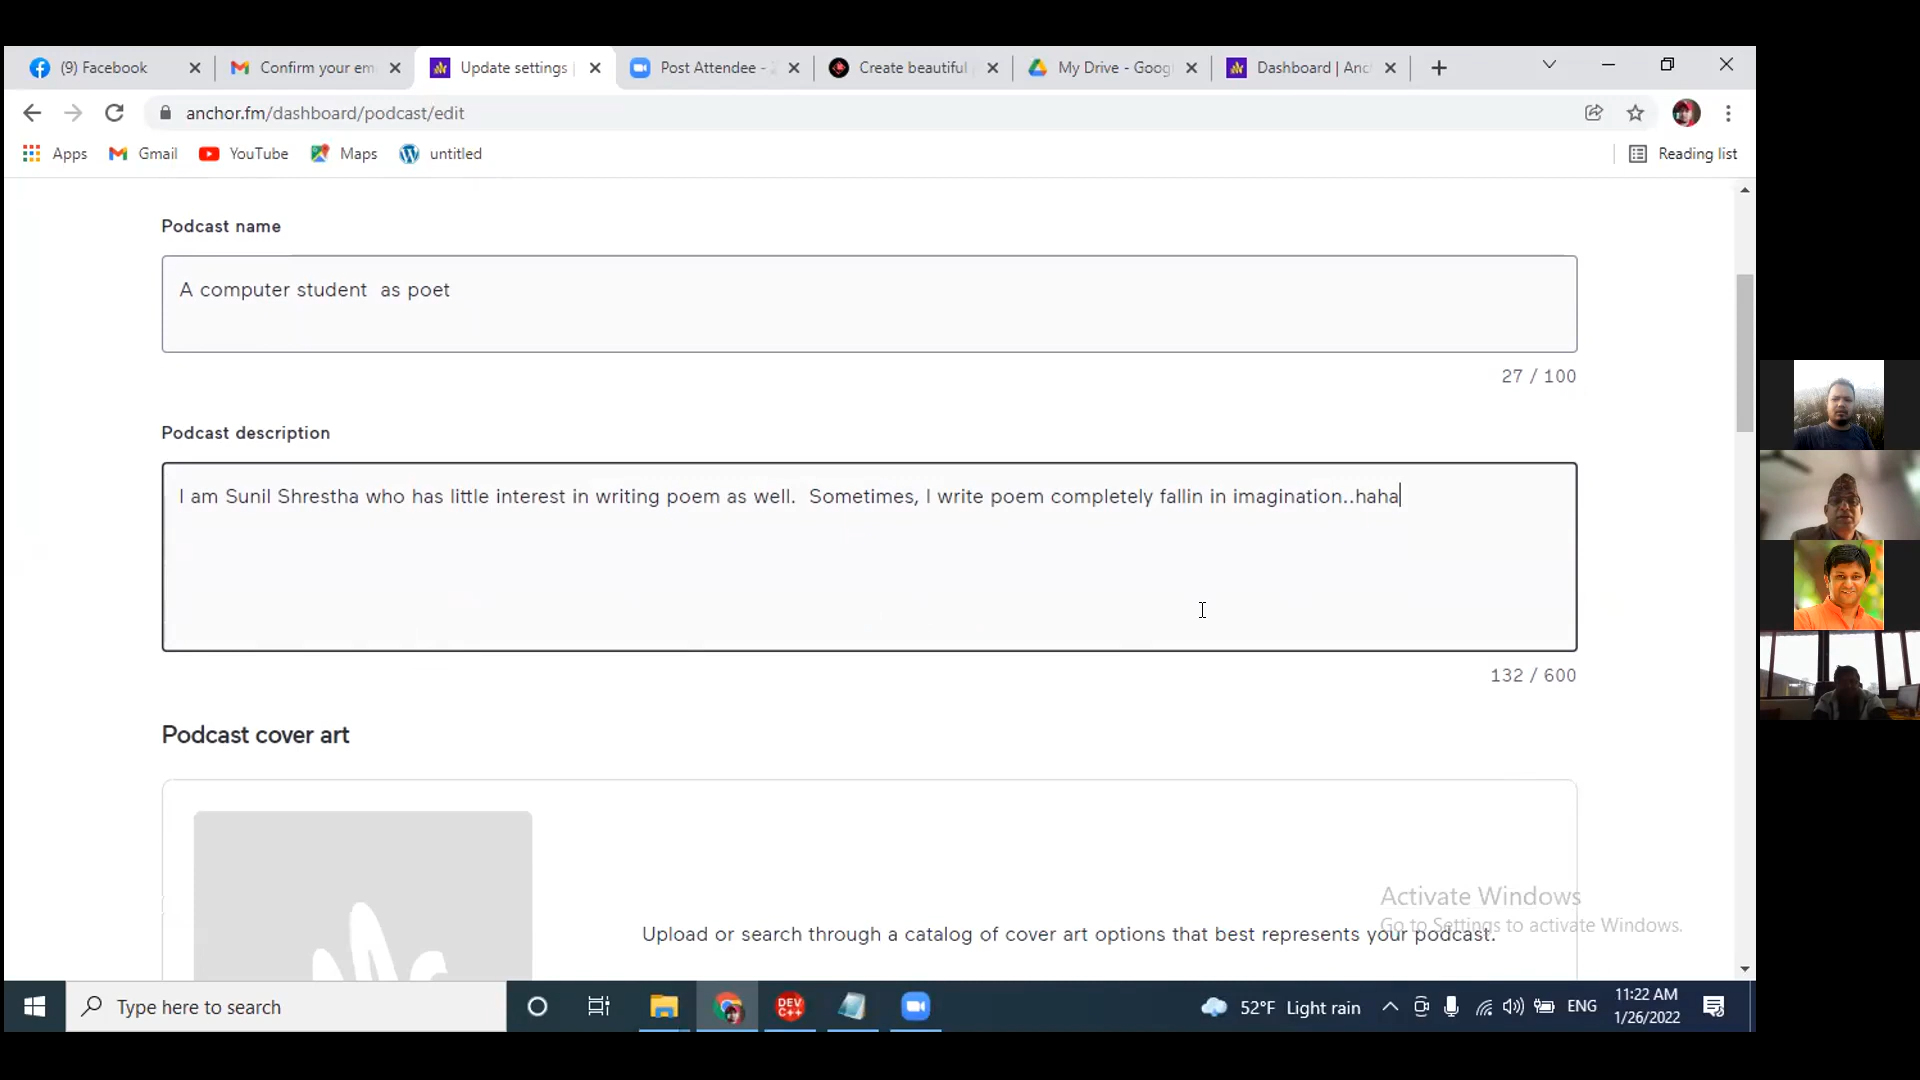 (9) Facebook
Confirm your em
Update settings
Post Attendee -
Create beautiful
My Drive - Goog
Dashboard | Anc
anchor.fm/dashboard/podcast/edit
Apps
Gmail
YouTube
Maps
untitled
Reading list
Podcast name
A computer student  as poet
27 / 100
Podcast description
I am Sunil Shrestha who has little interest in writing poem as well.  Sometimes, I write poem completely fallin in imagination..haha
132 / 600
Podcast cover art
Upload or search through a catalog of cover art options that best represents your podcast.
Activate Windows
Go to Settings to activate Windows.
Type here to search
DEV
C++
52°F Light rain
ENG
11:22 AM
1/26/2022